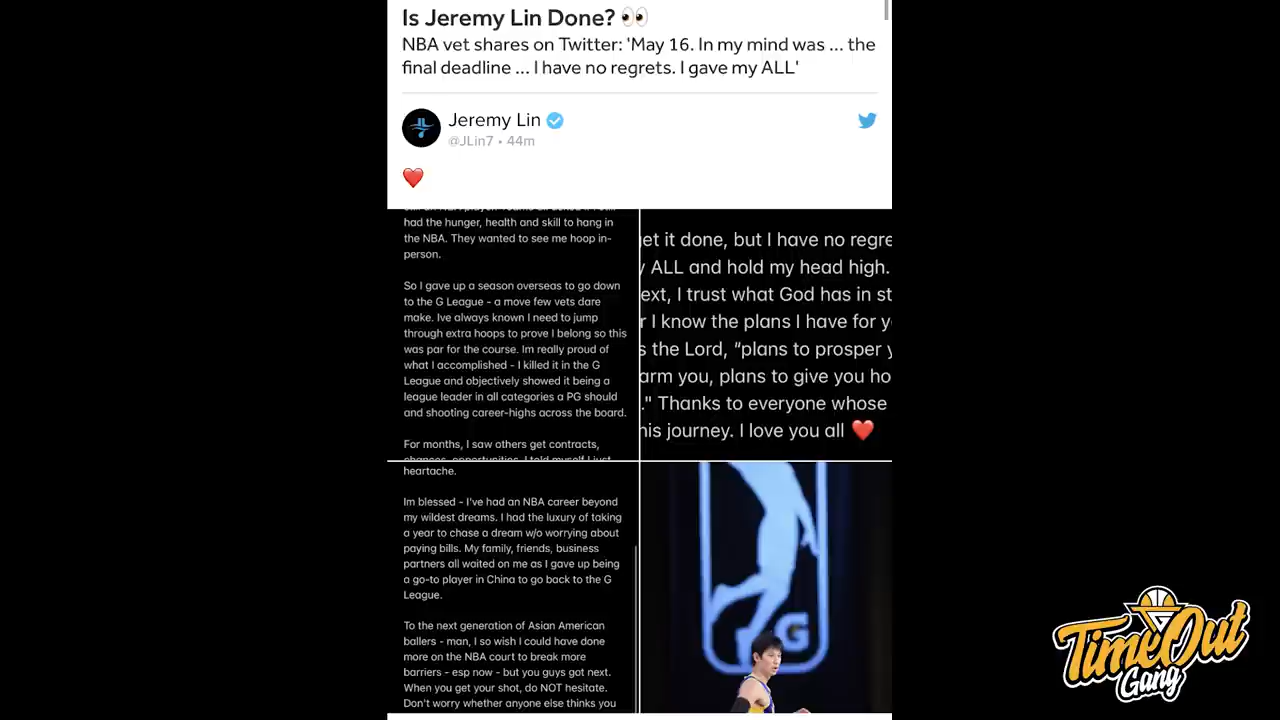 Is Jeremy Lin Done? 👀
NBA vet shares on Twitter: 'May 16. In my mind was ... the
final deadline ... I have no regrets. I gave my ALL'
Jeremy Lin
@JLin7 • 44m
❤️
had the hunger, health and skill to hang in
the NBA. They wanted to see me hoop in-
person.
So I gave up a season overseas to go down
to the G League - a move few vets dare
make. Ive always known I need to jump
through extra hoops to prove I belong so this
was par for the course. Im really proud of
what I accomplished - I killed it in the G
League and objectively showed it being a
league leader in all categories a PG should
and shooting career-highs across the board.
For months, I saw others get contracts,
chances, opportunities. I told myself I just
et it done, but I have no regre
y ALL and hold my head high.
ext, I trust what God has in st
r I know the plans I have for y
s the Lord, "plans to prosper y
arm you, plans to give you ho
." Thanks to everyone whose
his journey. I love you all ❤️
heartache.
Im blessed - I've had an NBA career beyond
my wildest dreams. I had the luxury of taking
a year to chase a dream w/o worrying about
paying bills. My family, friends, business
partners all waited on me as I gave up being
a go-to player in China to go back to the G
League.
To the next generation of Asian American
ballers - man, I so wish I could have done
more on the NBA court to break more
barriers - esp now - but you guys got next.
When you get your shot, do NOT hesitate.
Don't worry whether anyone else thinks you
G
TimeOut
Gang